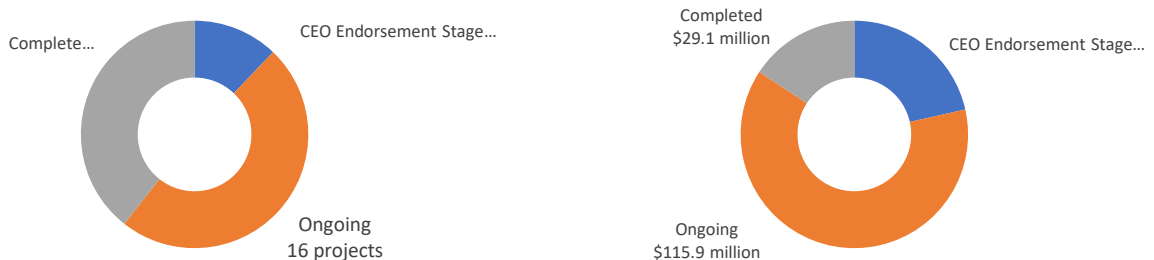 Complete…
CEO Endorsement Stage…
Ongoing
16 projects
Completed
$29.1 million
CEO Endorsement Stage…
Ongoing
$115.9 million